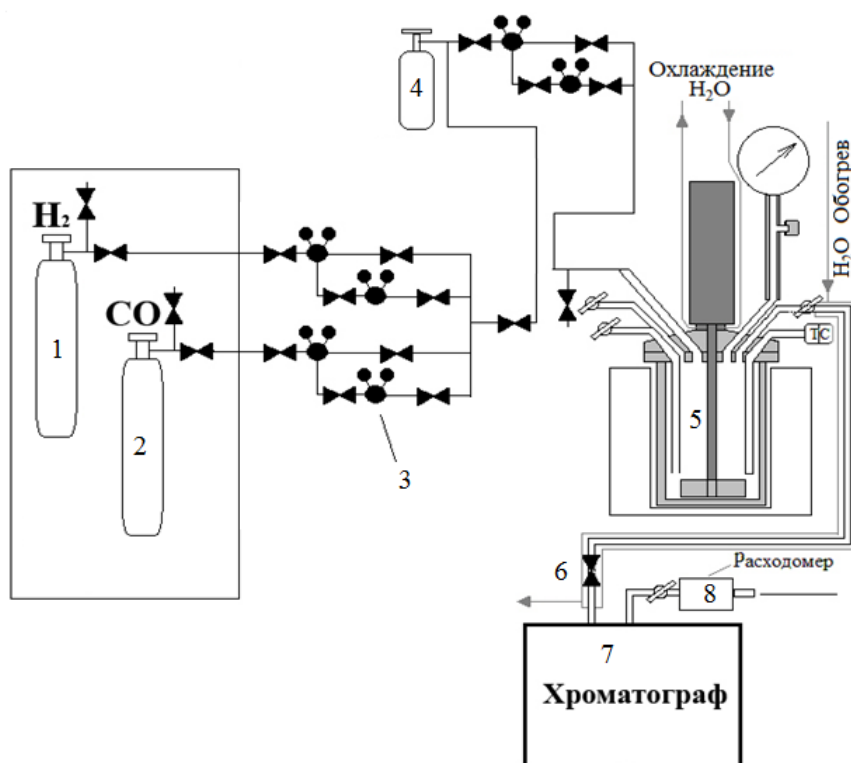 4
Охлаждение
H₂O
H₂O Обогрев
H₂
CO
1
2
3
TC
5
6
Расходомер
8
7
Хроматограф